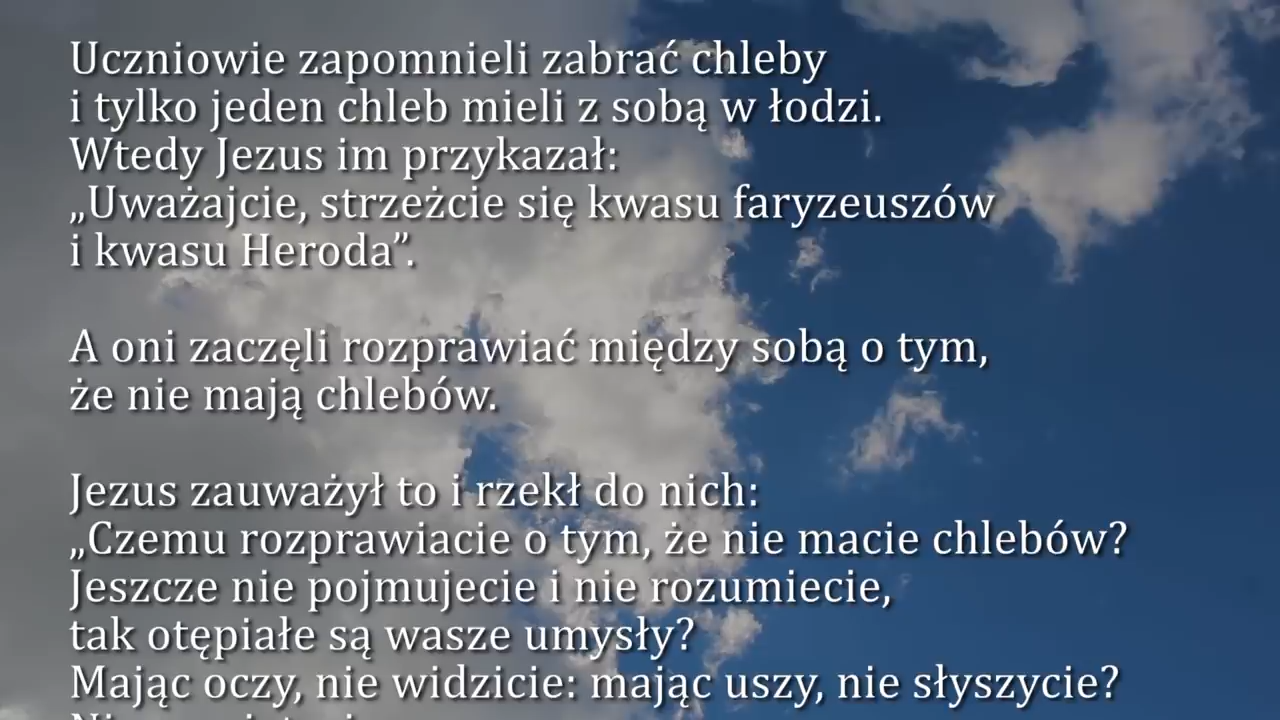 Uczniowie zapomnieli zabrać chleby
i tylko jeden chleb mieli z sobą w łodzi.
Wtedy Jezus im przykazał:
„Uważajcie, strzeżcie się kwasu faryzeuszów
i kwasu Heroda”.
A oni zaczęli rozprawiać między sobą o tym,
że nie mają chlebów.
Jezus zauważył to i rzekł do nich:
„Czemu rozprawiacie o tym, że nie macie chlebów?
Jeszcze nie pojmujecie i nie rozumiecie,
tak otępiałe są wasze umysły?
Mając oczy, nie widzicie: mając uszy, nie słyszycie?